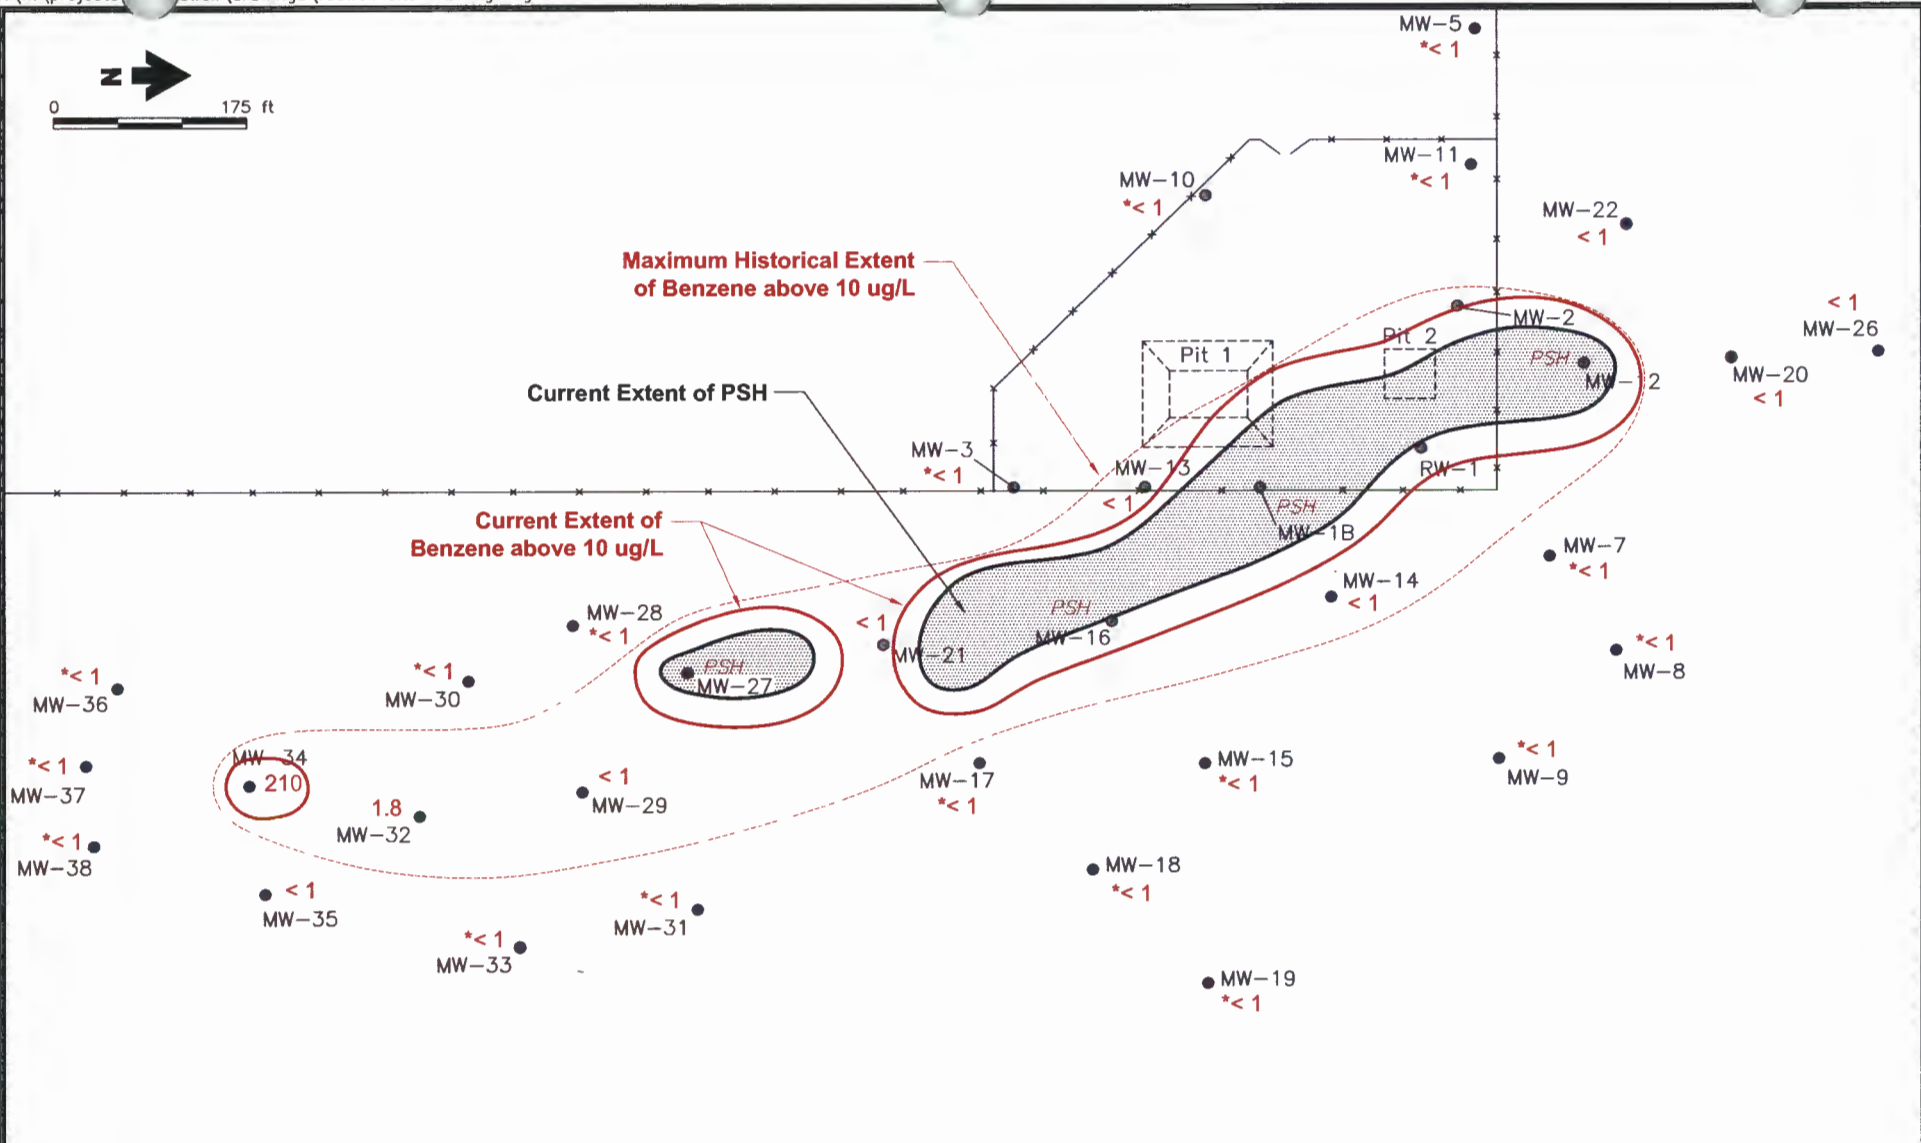 MW-5
*< 1
N
0 175 ft
MW-11
*< 1
MW-10
*< 1
MW-22
< 1
Maximum Historical Extent
of Benzene above 10 ug/L
< 1
MW-26
MW-2
Pit 2
Pit 1
PSH
MW-12
MW-20
< 1
Current Extent of PSH
MW-3
*< 1
MW-13
< 1
RW-1
PSH
MW-1B
Current Extent of
Benzene above 10 ug/L
MW-7
*< 1
MW-14
< 1
MW-28
*< 1
PSH
MW-16
< 1
MW-21
*< 1
MW-8
PSH
MW-27
*< 1
MW-30
*< 1
MW-36
MW-34
210
*< 1
MW-37
< 1
MW-29
1.8
MW-32
MW-17
*< 1
MW-15
*< 1
*< 1
MW-9
*< 1
MW-38
< 1
MW-35
*< 1
MW-31
MW-18
*< 1
*< 1
MW-33
MW-19
*< 1